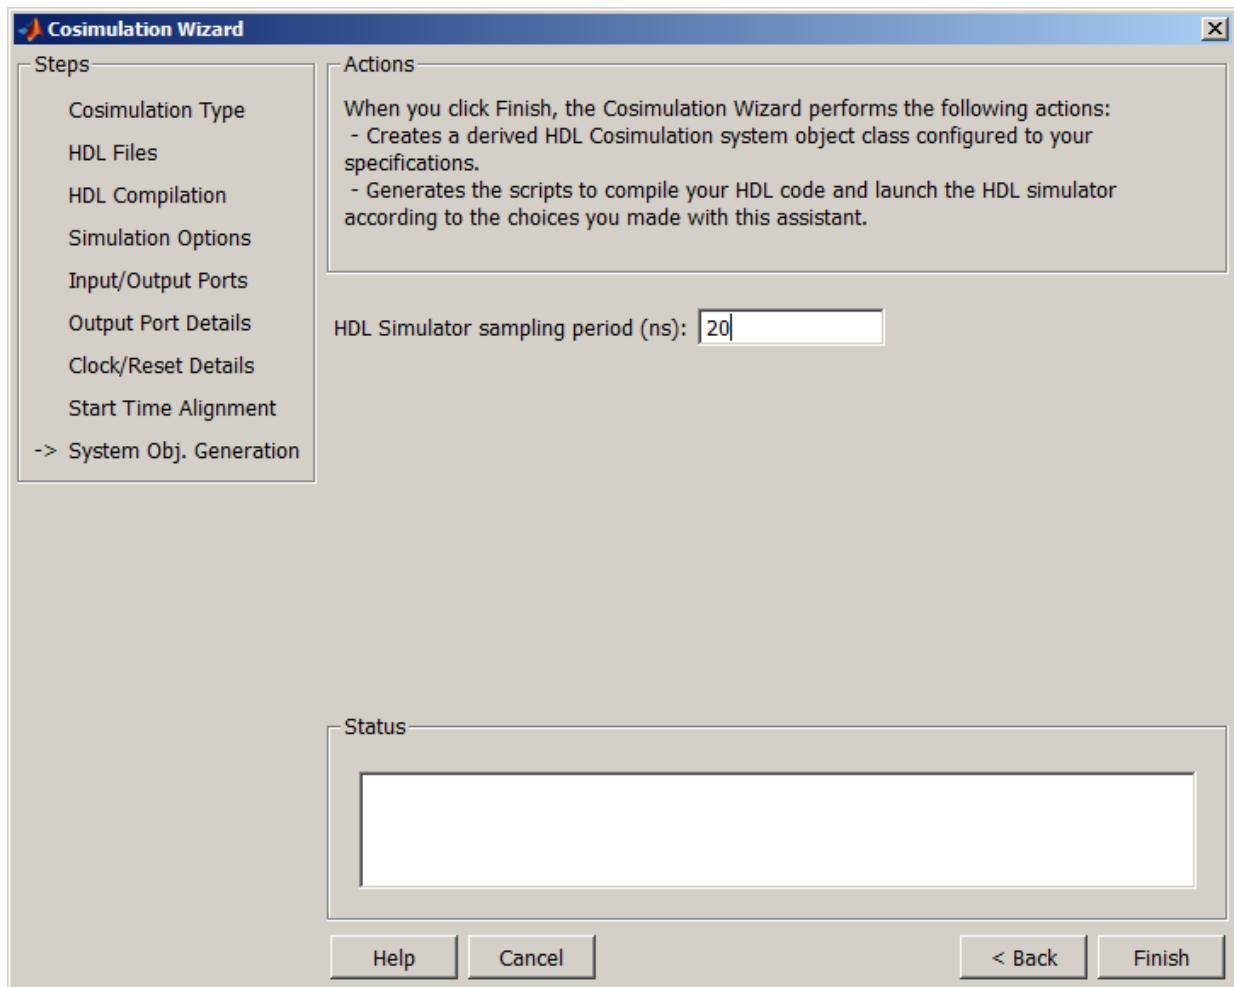 Cosimulation Wizard
Steps
Cosimulation Type
HDL Files
HDL Compilation
Simulation Options
Input/Output Ports
Output Port Details
Clock/Reset Details
Start Time Alignment
-> System Obj. Generation
Actions
When you click Finish, the Cosimulation Wizard performs the following actions:
- Creates a derived HDL Cosimulation system object class configured to your
specifications.
- Generates the scripts to compile your HDL code and launch the HDL simulator
according to the choices you made with this assistant.
HDL Simulator sampling period (ns): 20
Status
Help Cancel < Back Finish